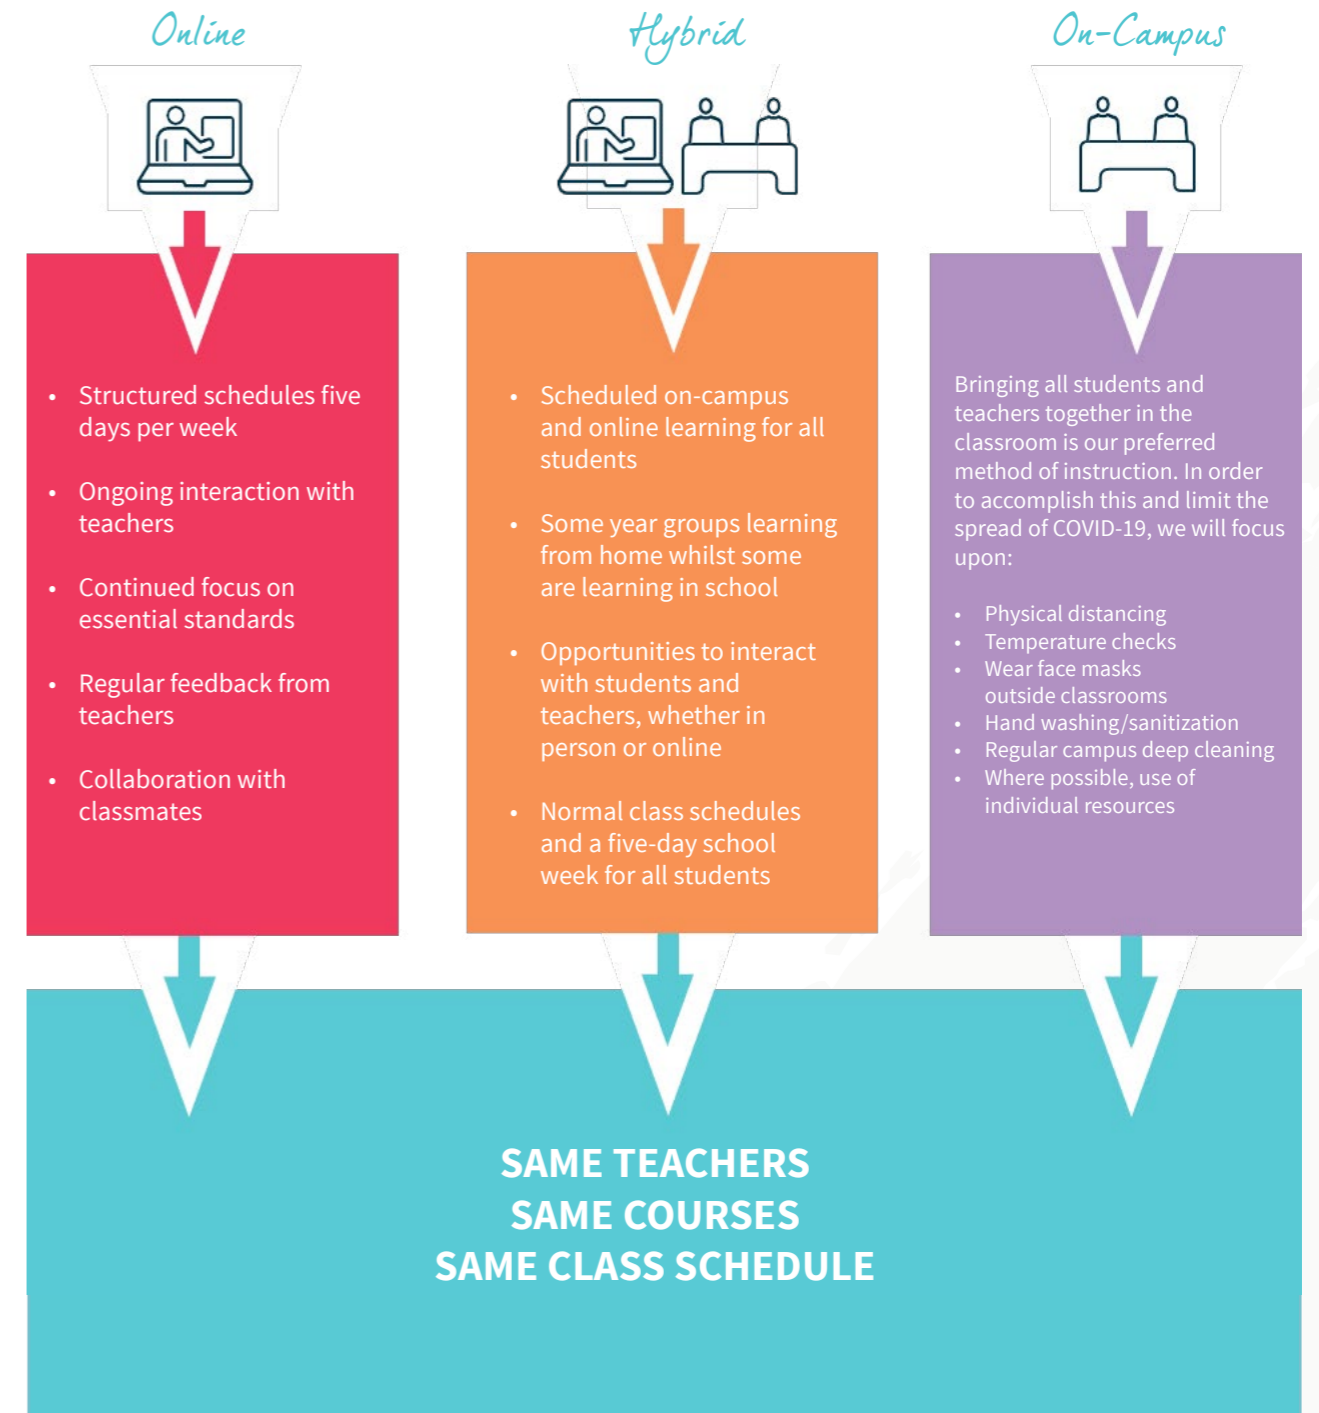 Online
• Structured schedules five
days per week
• Ongoing interaction with
teachers
• Continued focus on
essential standards
• Regular feedback from
teachers
• Collaboration with
classmates
Hybrid
• Scheduled on-campus
and online learning for all
students
• Some year groups learning
from home whilst some
are learning in school
• Opportunities to interact
with students and
teachers, whether in
person or online
• Normal class schedules
and a five-day school
week for all students
On-Campus
Bringing all students and
teachers together in the
classroom is our preferred
method of instruction. In order
to accomplish this and limit the
spread of COVID-19, we will focus
upon:
• Physical distancing
• Temperature checks
• Wear face masks
outside classrooms
• Hand washing/sanitization
• Regular campus deep cleaning
• Where possible, use of
individual resources
SAME TEACHERS
SAME COURSES
SAME CLASS SCHEDULE